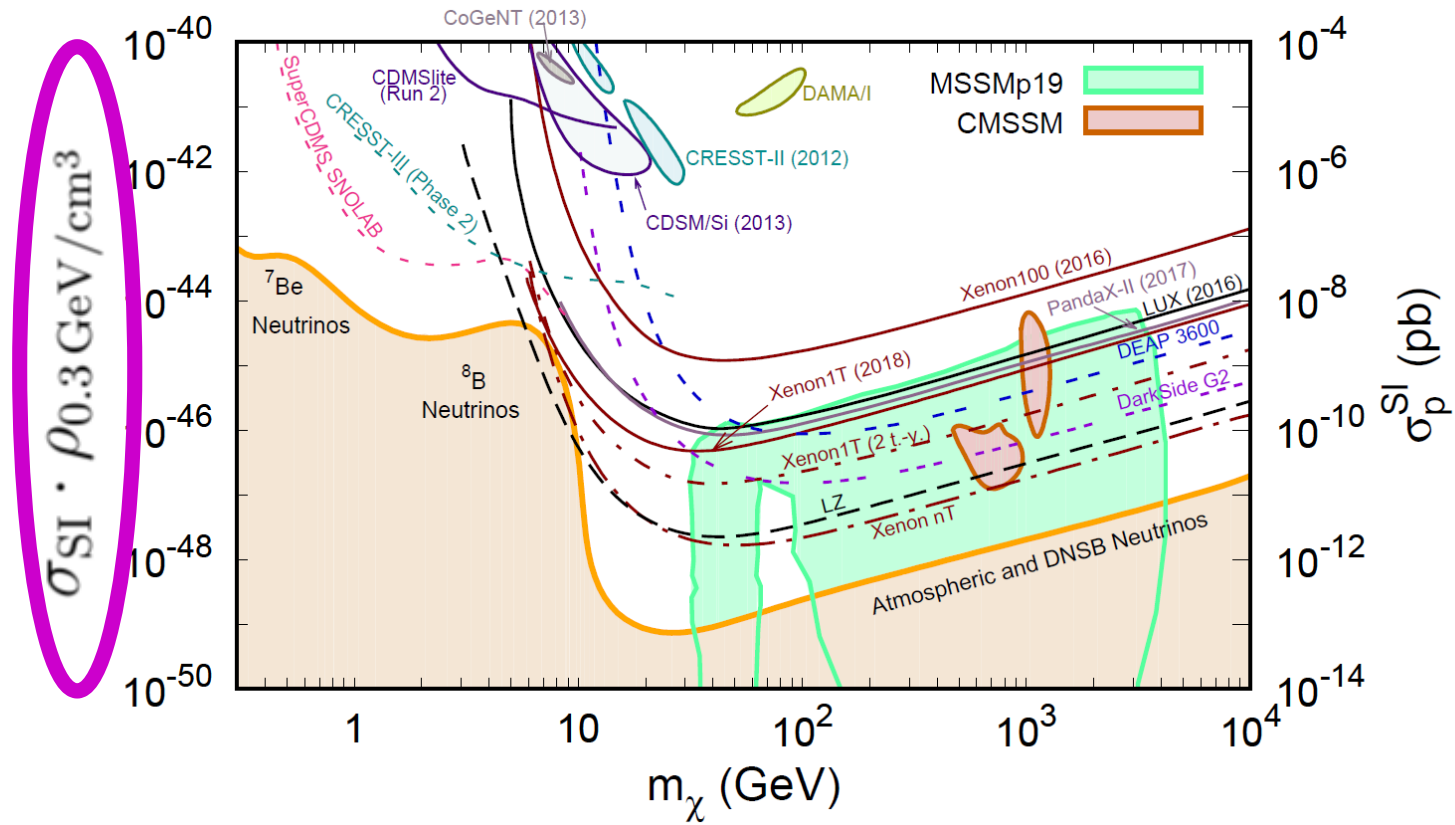 σ_SI · ρ0.3 GeV/cm³
10⁻⁴⁰
10⁻⁴²
10⁻⁴⁴
10⁻⁴⁶
10⁻⁴⁸
10⁻⁵⁰
CoGeNT (2013)
CDMSlite
(Run 2)
SuperCDMS SNOLAB
CRESST-III (Phase 2)
DAMA/I
CRESST-II (2012)
CDSM/Si (2013)
MSSMp19
CMSSM
⁷Be
Neutrinos
⁸B
Neutrinos
Xenon100 (2016)
PandaX-II (2017)
LUX (2016)
DEAP 3600
Xenon1T (2018)
DarkSide G2
Xenon1T (2 t.-y.)
LZ
Xenon nT
Atmospheric and DNSB Neutrinos
10⁻⁴
10⁻⁶
10⁻⁸
10⁻¹⁰
10⁻¹²
10⁻¹⁴
σ_p^SI (pb)
1
10
10²
10³
10⁴
m_χ (GeV)